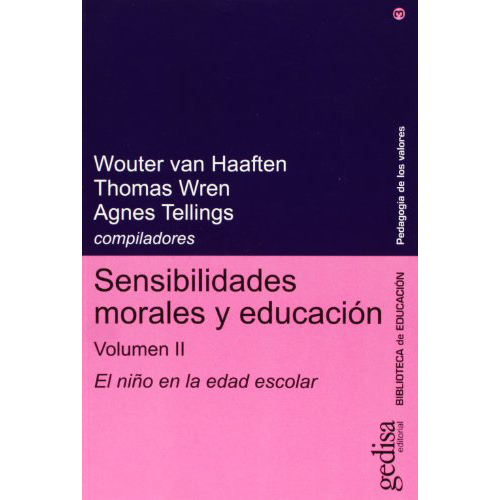 Wouter van Haaften
Thomas Wren
Agnes Tellings
compiladores
Sensibilidades
morales y educación
Volumen II
El niño en la edad escolar
3
Pedagogía de los valores
BIBLIOTECA de EDUCACIÓN
gedisa
editorial